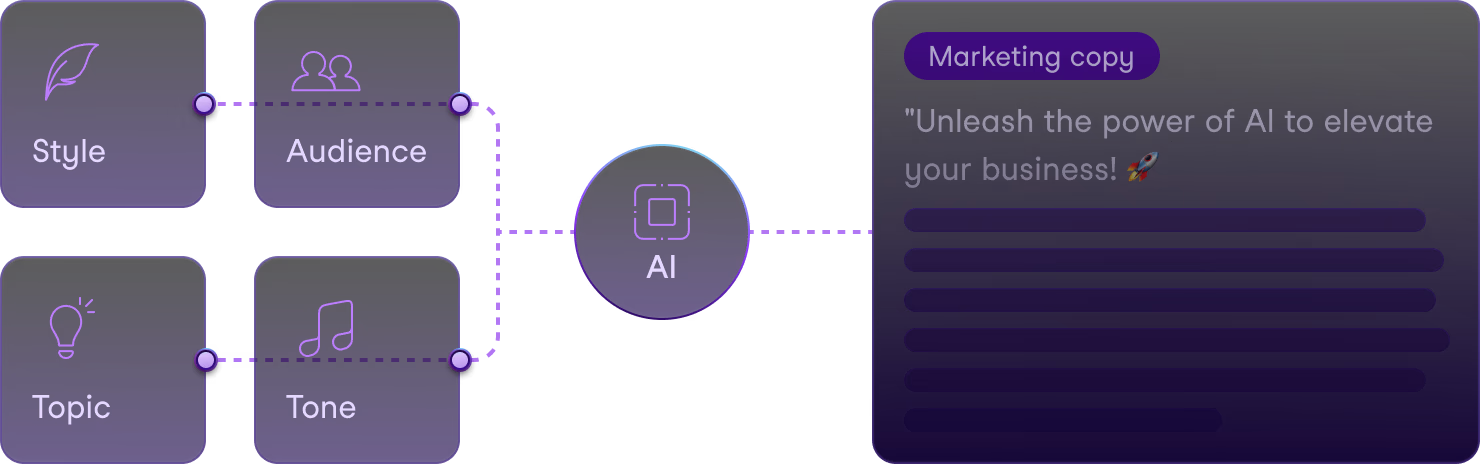 Style
Audience
Topic
Tone
AI
Marketing copy
"Unleash the power of AI to elevate
your business! 🚀